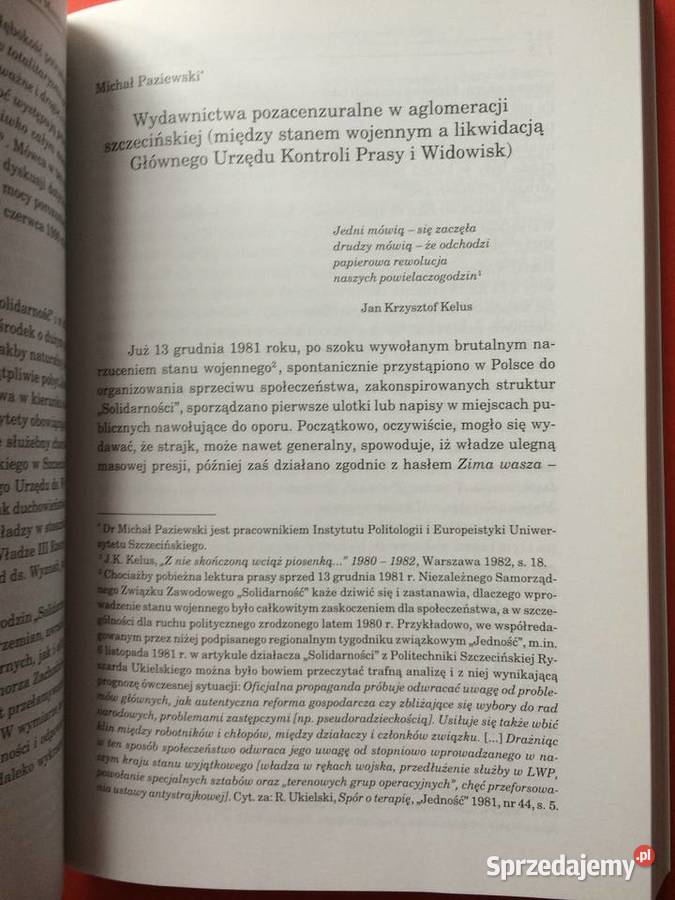 Michał Paziewski*
Wydawnictwa pozacenzuralne w aglomeracji
szczecińskiej (między stanem wojennym a likwidacją
Głównego Urzędu Kontroli Prasy i Widowisk)
Jedni mówią – się zaczęła
drudzy mówią – że odchodzi
papierowa rewolucja
naszych powielaczogodzin¹
Jan Krzysztof Kelus
Już 13 grudnia 1981 roku, po szoku wywołanym brutalnym na-
rzuceniem stanu wojennego², spontanicznie przystąpiono w Polsce do
organizowania sprzeciwu społeczeństwa, zakonspirowanych struktur
„Solidarności”, sporządzano pierwsze ulotki lub napisy w miejscach pu-
blicznych nawołujące do oporu. Początkowo, oczywiście, mogło się wy-
dawać, że strajk, może nawet generalny, spowoduje, iż władze ulegną
masowej presji, później zaś działano zgodnie z hasłem Zima wasza –
* Dr Michał Paziewski jest pracownikiem Instytutu Politologii i Europeistyki Uniwer-
sytetu Szczecińskiego.
¹ J.K. Kelus, „Z nie skończoną wciąż piosenką...” 1980 – 1982, Warszawa 1982, s. 18.
² Chociażby pobieżna lektura prasy sprzed 13 grudnia 1981 r. Niezależnego Samorząd-
nego Związku Zawodowego „Solidarność” każe dziwić się i zastanawia, dlaczego wpro-
wadzenie stanu wojennego było całkowitym zaskoczeniem dla społeczeństwa, a w szcze-
gólności dla ruchu politycznego zrodzonego latem 1980 r. Przykładowo, we współreda-
gowanym przez niżej podpisanego regionalnym tygodniku związkowym „Jedność”, m.in.
6 listopada 1981 r. w artykule działacza „Solidarności” z Politechniki Szczecińskiej Ry-
szarda Ukielskiego można było bowiem przeczytać trafną analizę i z niej wynikającą
prognozę ówczesnej sytuacji: Oficjalna propaganda próbuje odwracać uwagę od proble-
mów głównych, jak autentyczna reforma gospodarcza czy zbliżające się wybory do rad
narodowych, problemami zastępczymi [np. pseudoradzieckością]. Usiłuje się także wbić
klin między robotników i chłopów, między działaczy i członków związku. [...] Drażniąc
w ten sposób społeczeństwo odwraca jego uwagę od stopniowo wprowadzanego w na-
szym kraju stanu wyjątkowego [władza w rękach wojska, przedłużenie służby w LWP,
powołanie specjalnych sztabów oraz „terenowych grup operacyjnych”, chęć przeforsowa-
nia ustawy antystrajkowej]. Cyt. za: R. Ukielski, Spór o terapię, „Jedność” 1981, nr 44, s. 5.
Sprzedajemy.pl